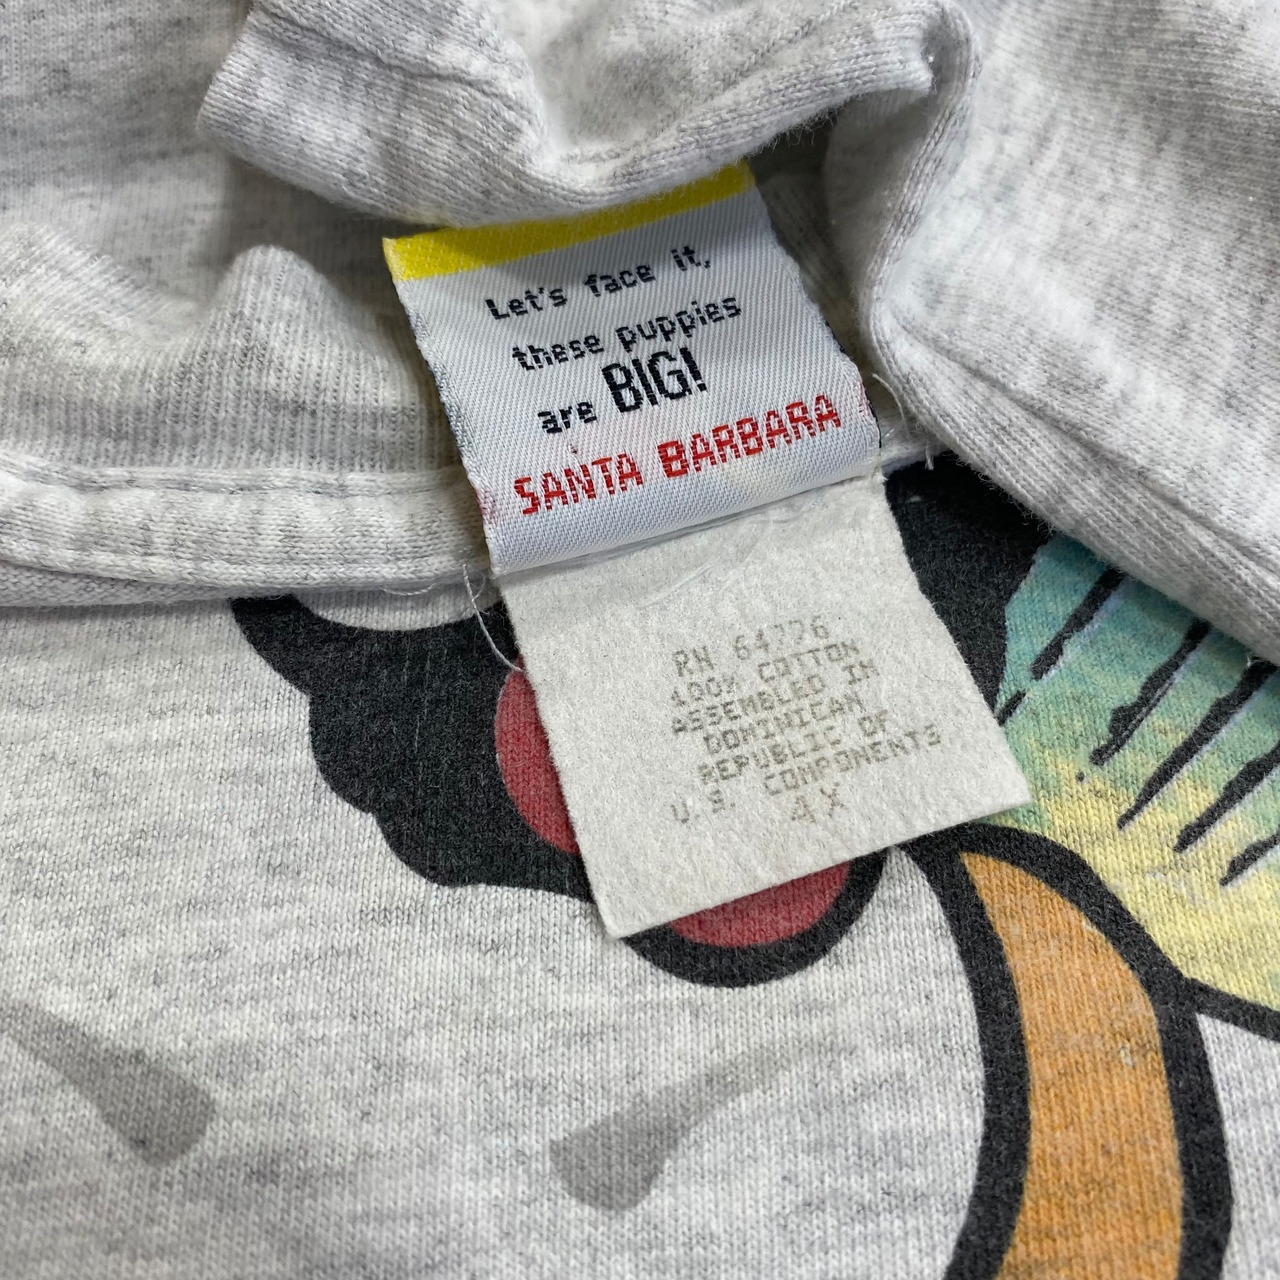 Let's face it,
these puppies
are BIG!
SANTA BARBARA
RN 64776
100% COTTON
ASSEMBLED IN
DOMINICAN
REPUBLIC OF
U.S. COMPONENTS
4X